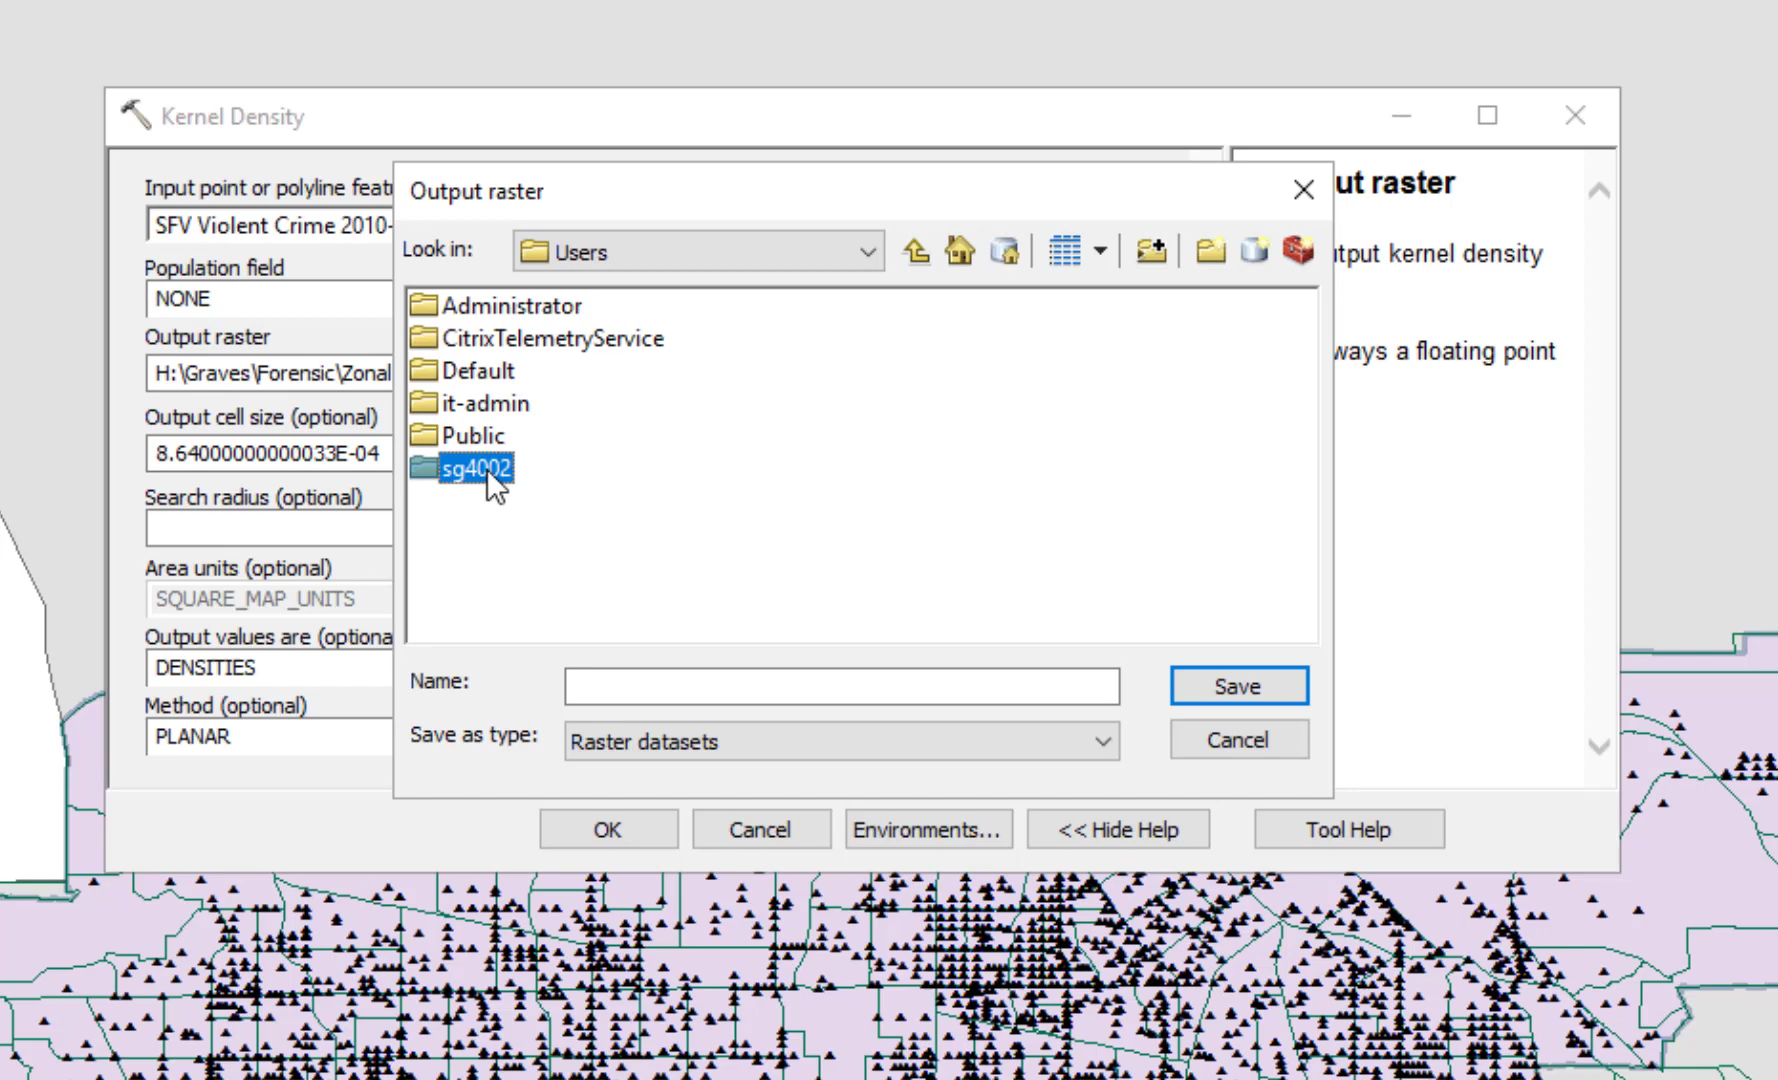 Kernel Density
Input point or polyline feat
SFV Violent Crime 2010-
Population field
NONE
Output raster
H:\Graves\Forensic\Zonal
Output cell size (optional)
8.64000000000033E-04
Search radius (optional)
Area units (optional)
SQUARE_MAP_UNITS
Output values are (optiona
DENSITIES
Method (optional)
PLANAR
Output raster
Look in:
Users
Administrator
CitrixTelemetryService
Default
it-admin
Public
sg4002
Name:
Save
Save as type:
Raster datasets
Cancel
ut raster
tput kernel density
ways a floating point
OK
Cancel
Environments...
<< Hide Help
Tool Help